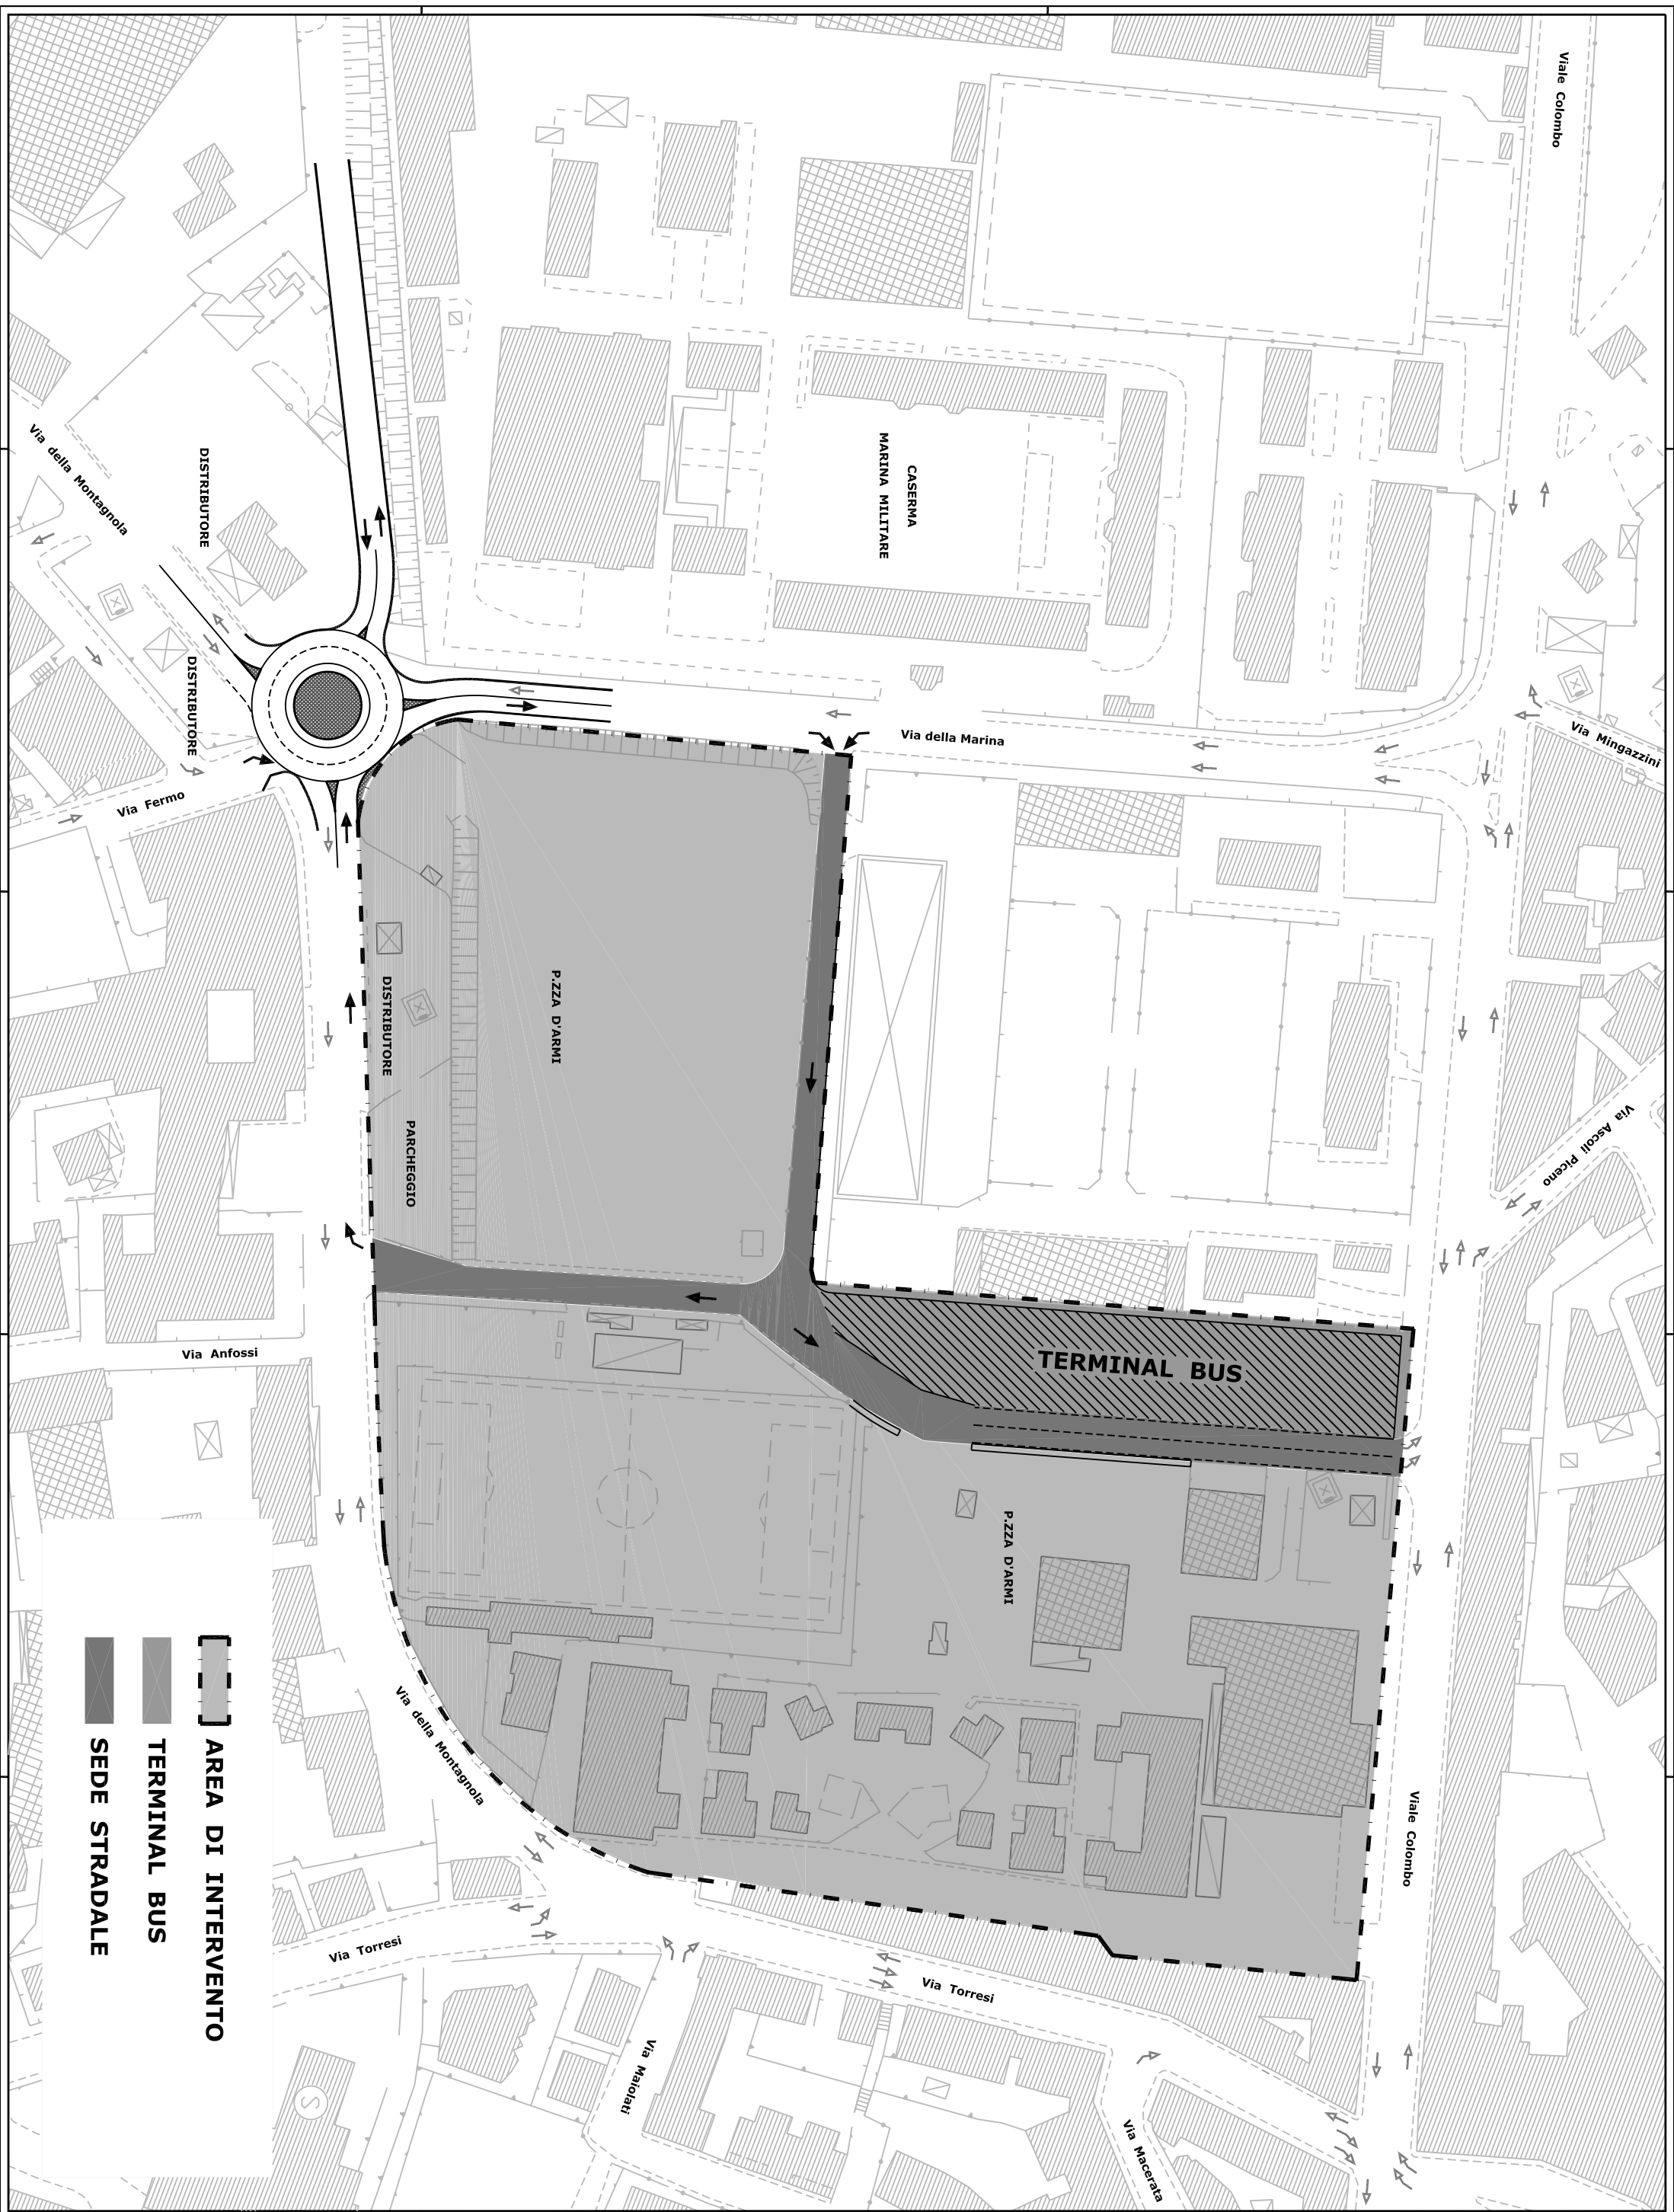 Viale Colombo
Via della Montagnola
DISTRIBUTORE
CASERMA
MARINA MILITARE
DISTRIBUTORE
Via della Marina
Via Mingazzini
Via Fermo
P.ZZA D'ARMI
DISTRIBUTORE
PARCHEGGIO
Via Ascoli Piceno
Via Anfossi
TERMINAL BUS
P.ZZA D'ARMI
Via della Montagnola
Viale Colombo
AREA DI INTERVENTO
TERMINAL BUS
SEDE STRADALE
Via Torresi
Via Torresi
Via Maiolati
Via Macerata